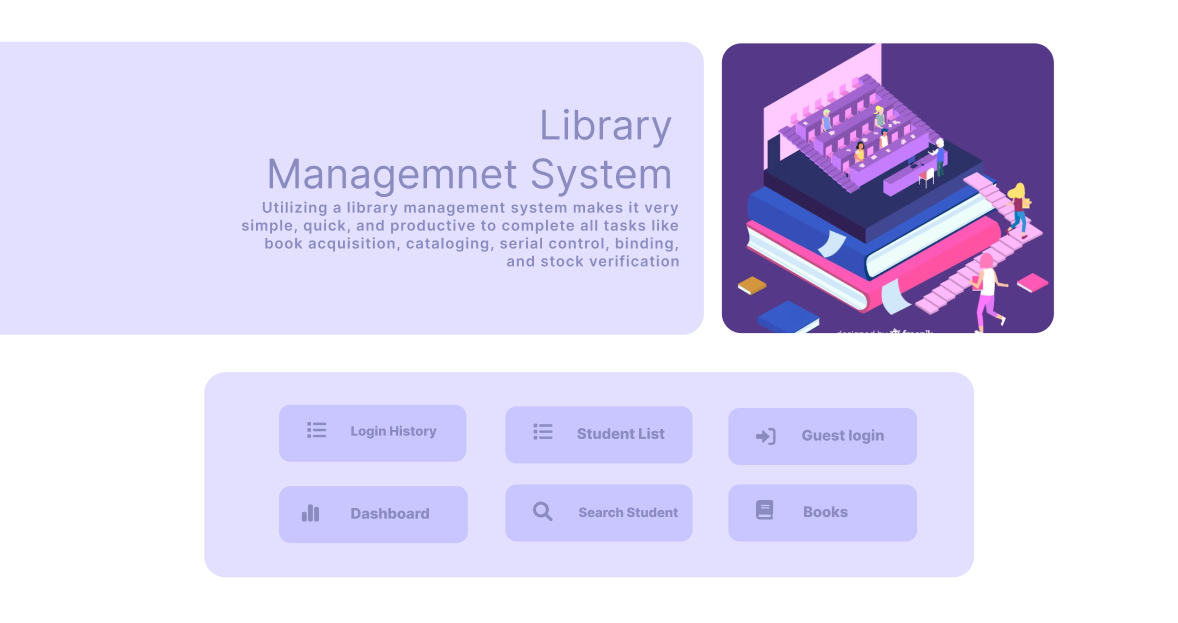 Library
Managemnet System
Utilizing a library management system makes it very
simple, quick, and productive to complete all tasks like
book acquisition, cataloging, serial control, binding,
and stock verification
designed by freepik
Login History
Student List
Guest login
Dashboard
Search Student
Books